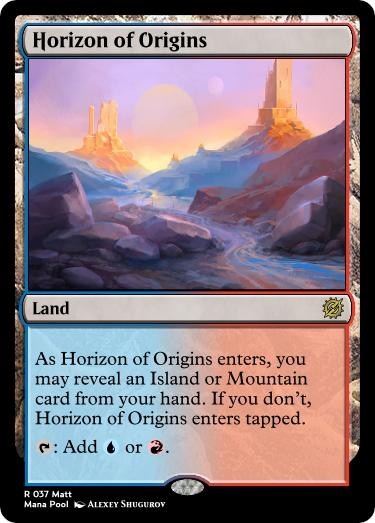 Horizon of Origins
Land
As Horizon of Origins enters, you
may reveal an Island or Mountain
card from your hand. If you don't,
Horizon of Origins enters tapped.
: Add or .
R 037 Matt
Mana Pool Alexey Shugurov